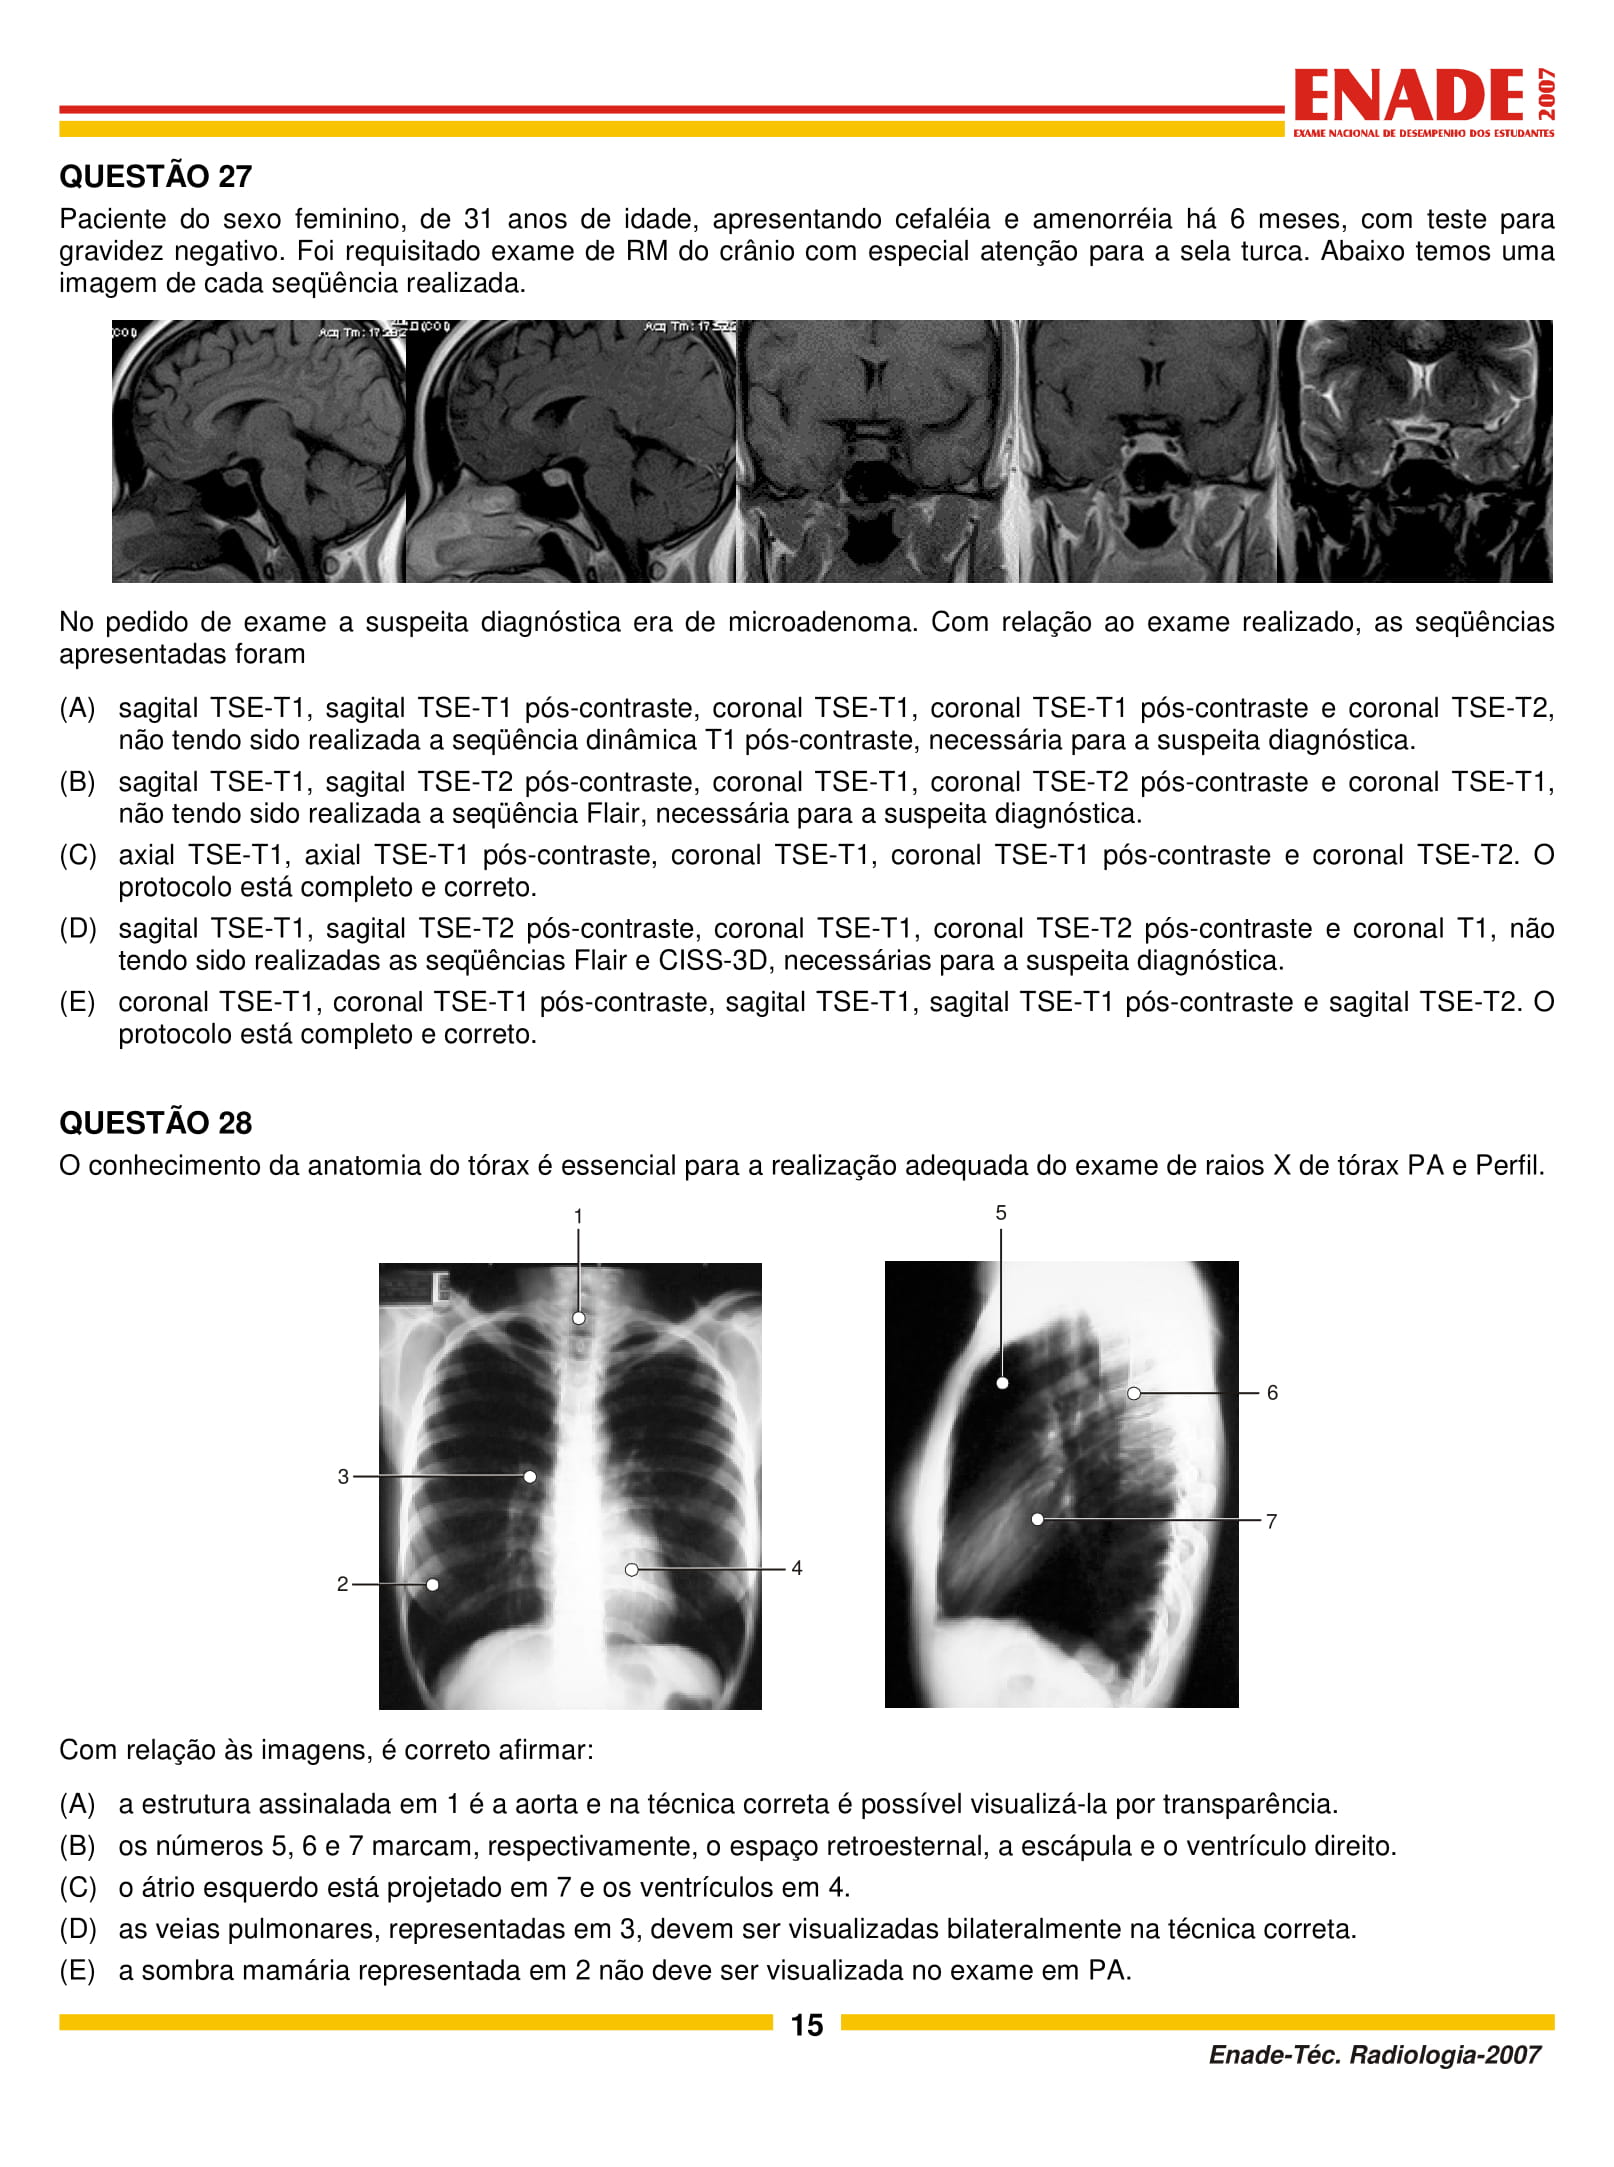 ENADE 2007
EXAME NACIONAL DE DESEMPENHO DOS ESTUDANTES
QUESTÃO 27
Paciente do sexo feminino, de 31 anos de idade, apresentando cefaléia e amenorréia há 6 meses, com teste para
gravidez negativo. Foi requisitado exame de RM do crânio com especial atenção para a sela turca. Abaixo temos uma
imagem de cada seqüência realizada.
No pedido de exame a suspeita diagnóstica era de microadenoma. Com relação ao exame realizado, as seqüências
apresentadas foram
(A) sagital TSE-T1, sagital TSE-T1 pós-contraste, coronal TSE-T1, coronal TSE-T1 pós-contraste e coronal TSE-T2,
não tendo sido realizada a seqüência dinâmica T1 pós-contraste, necessária para a suspeita diagnóstica.
(B) sagital TSE-T1, sagital TSE-T2 pós-contraste, coronal TSE-T1, coronal TSE-T2 pós-contraste e coronal TSE-T1,
não tendo sido realizada a seqüência Flair, necessária para a suspeita diagnóstica.
(C) axial TSE-T1, axial TSE-T1 pós-contraste, coronal TSE-T1, coronal TSE-T1 pós-contraste e coronal TSE-T2. O
protocolo está completo e correto.
(D) sagital TSE-T1, sagital TSE-T2 pós-contraste, coronal TSE-T1, coronal TSE-T2 pós-contraste e coronal T1, não
tendo sido realizadas as seqüências Flair e CISS-3D, necessárias para a suspeita diagnóstica.
(E) coronal TSE-T1, coronal TSE-T1 pós-contraste, sagital TSE-T1, sagital TSE-T1 pós-contraste e sagital TSE-T2. O
protocolo está completo e correto.
QUESTÃO 28
O conhecimento da anatomia do tórax é essencial para a realização adequada do exame de raios X de tórax PA e Perfil.
1
5
6
3
7
4
2
Com relação às imagens, é correto afirmar:
(A) a estrutura assinalada em 1 é a aorta e na técnica correta é possível visualizá-la por transparência.
(B) os números 5, 6 e 7 marcam, respectivamente, o espaço retroesternal, a escápula e o ventrículo direito.
(C) o átrio esquerdo está projetado em 7 e os ventrículos em 4.
(D) as veias pulmonares, representadas em 3, devem ser visualizadas bilateralmente na técnica correta.
(E) a sombra mamária representada em 2 não deve ser visualizada no exame em PA.
15
Enade-Téc. Radiologia-2007